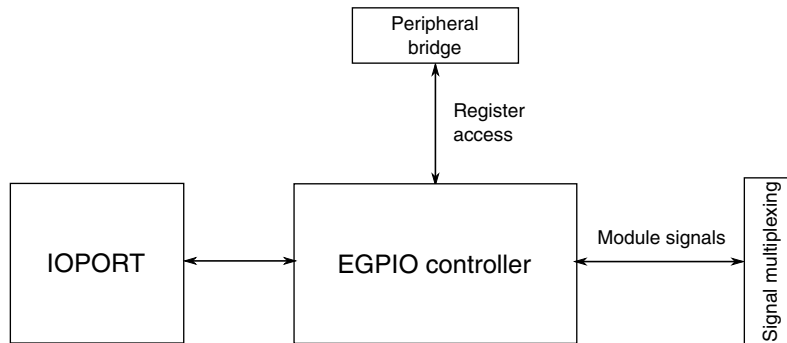 Peripheral
bridge
Register
access
IOPORT
EGPIO controller
Module signals
Signal multiplexing